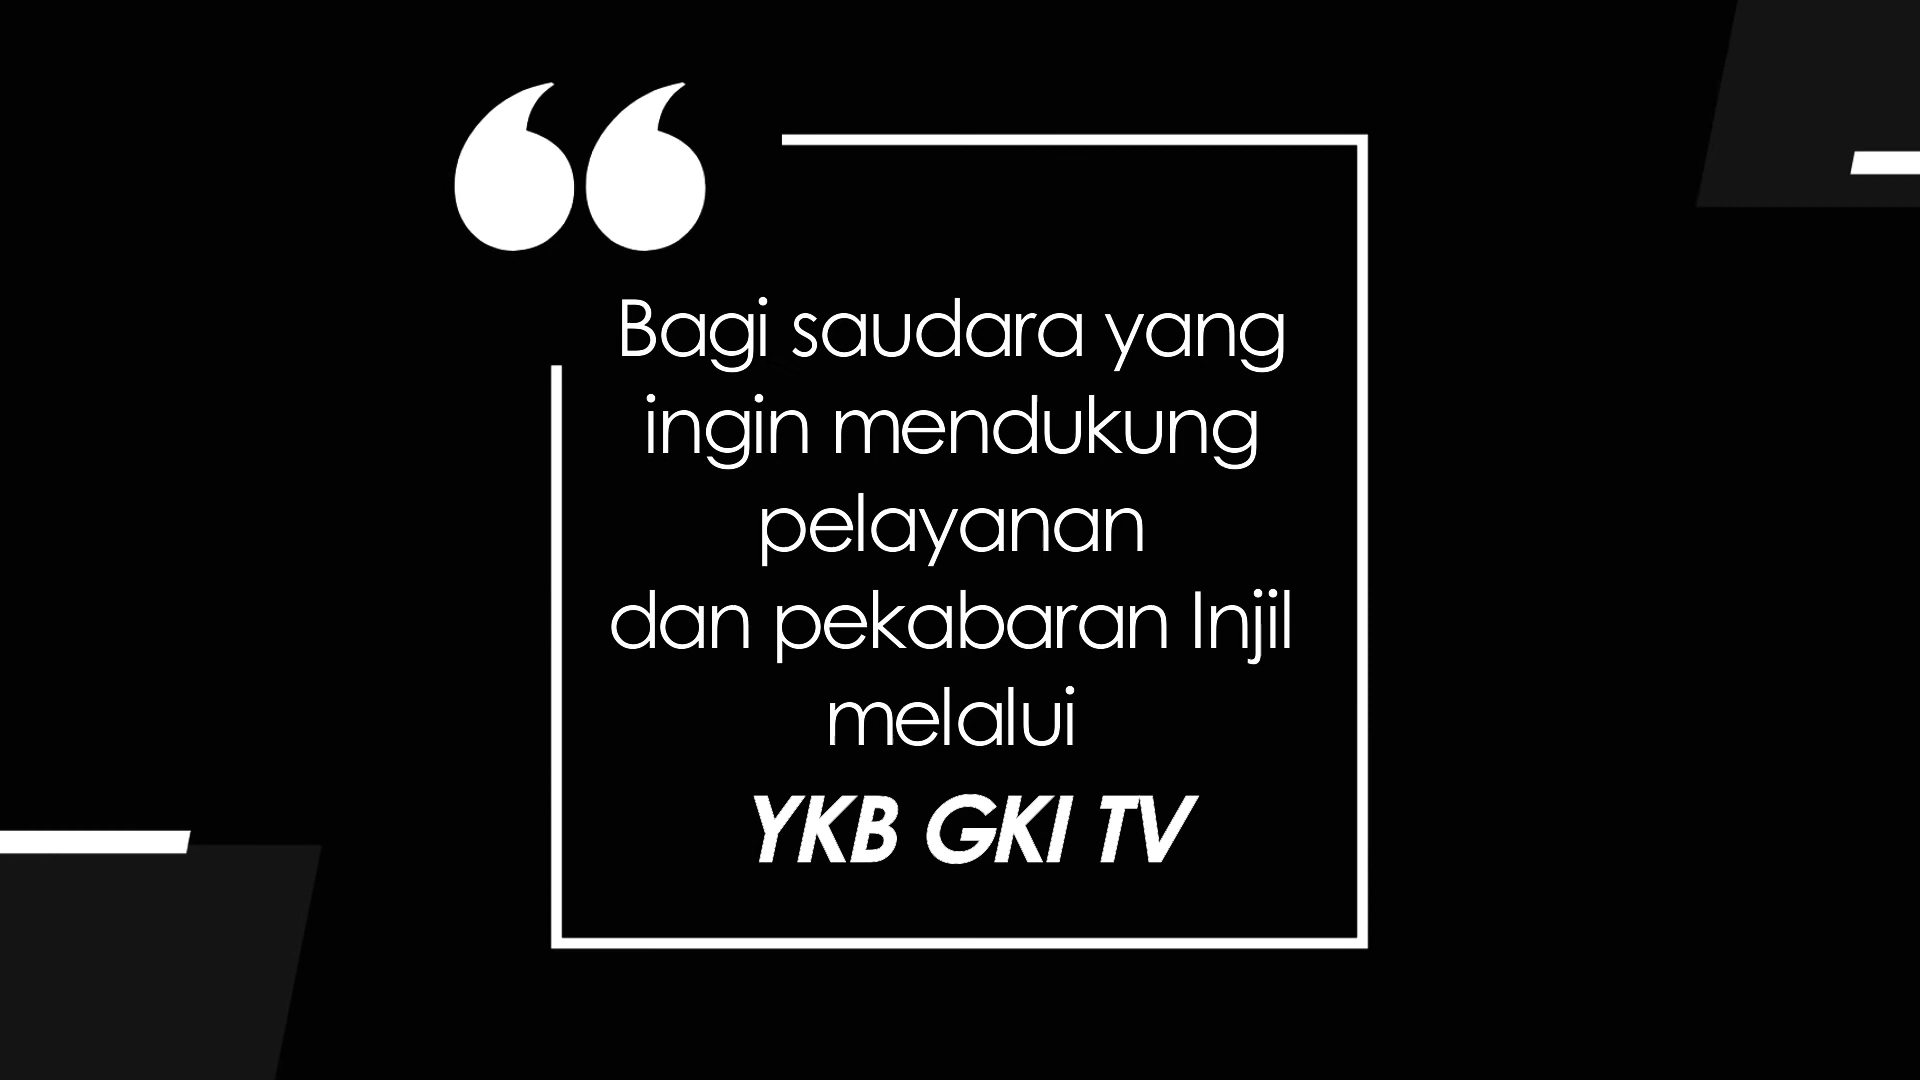 Bagi saudara yang
ingin mendukung
pelayanan
dan pekabaran Injil
melalui
YKB GKI TV